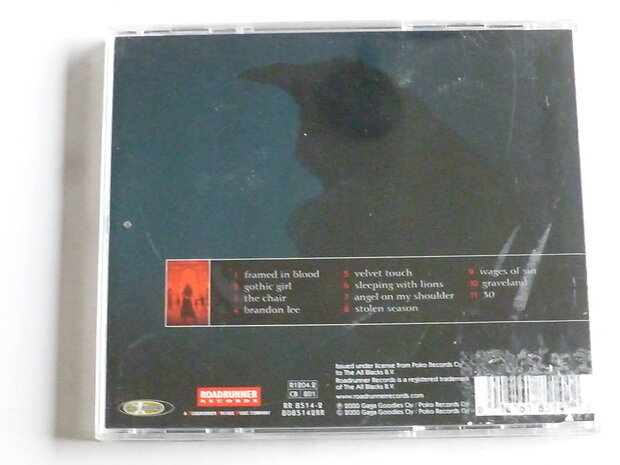 1 framed in blood
2 gothic girl
3 the chair
4 brandon lee
5 velvet touch
6 sleeping with lions
7 angel on my shoulder
8 stolen season
9 wages of sin
10 graveland
11 30
ROADRUNNER
RECORDS
R1204.2
CB 801
RR 8514-2
8085142RR
Issued under license from Poko Records Oy
to The All Blacks B.V.
Roadrunner Records is a registered trademark
of The All Blacks B.V.
www.roadrunnerrecords.com
℗ 2000 Gaga Goodies Oy / Poko Records Oy
© 2000 Gaga Goodies Oy / Poko Records Oy